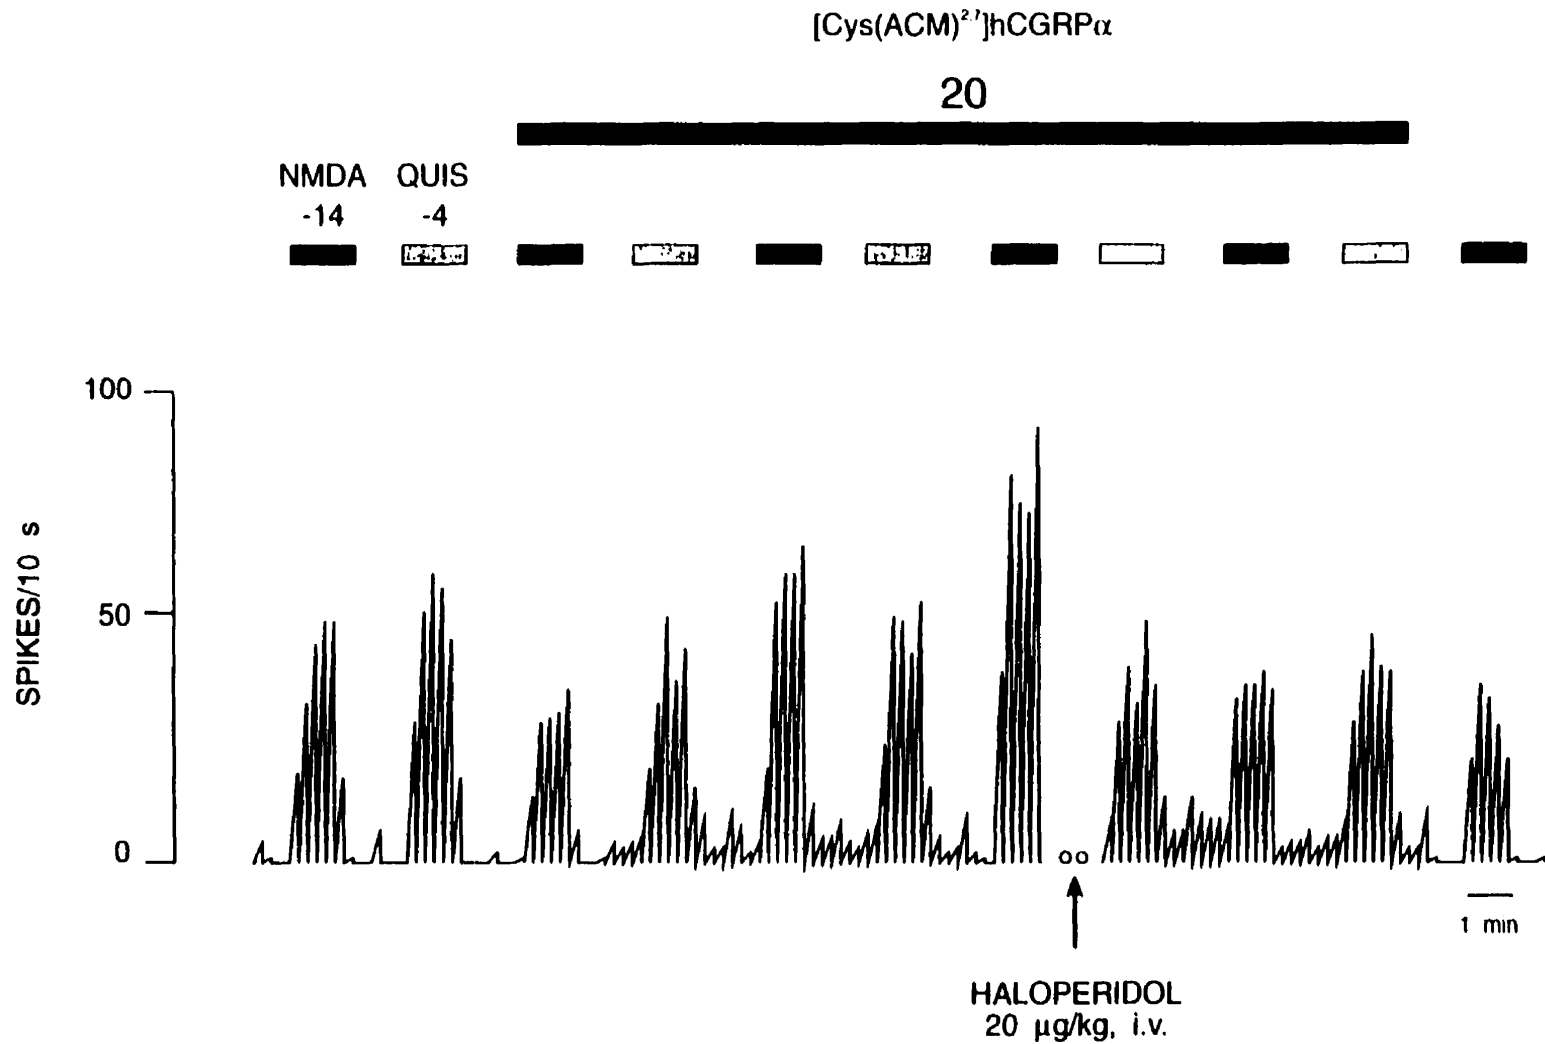 [Cys(ACM)²·⁷]hCGRPα
20
NMDA QUIS
-14 -4
100
50
0
SPIKES/10 s
oo
1 min
HALOPERIDOL
20 µg/kg, i.v.